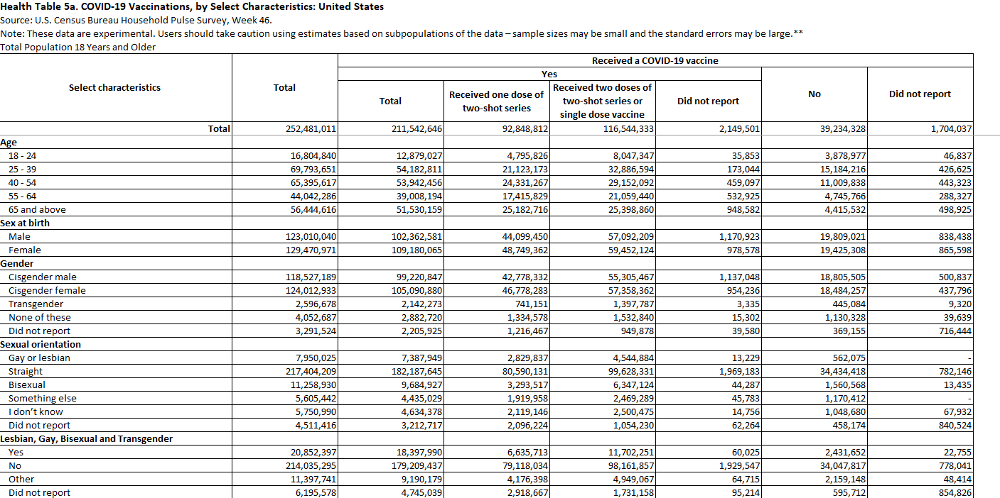 Health Table 5a. COVID-19 Vaccinations, by Select Characteristics: United States
Source: U.S. Census Bureau Household Pulse Survey, Week 46.
Note: These data are experimental. Users should take caution using estimates based on subpopulations of the data – sample sizes may be small and the standard errors may be large.**
Total Population 18 Years and Older
Select characteristics Total Received a COVID-19 vaccine
Yes No Did not report
Total Received one dose of two-shot series Received two doses of two-shot series or single dose vaccine Did not report
Total 252,481,011 211,542,646 92,848,812 116,544,333 2,149,501 39,234,328 1,704,037
Age
18 - 24 16,804,840 12,879,027 4,795,826 8,047,347 35,853 3,878,977 46,837
25 - 39 69,793,651 54,182,811 21,123,173 32,886,594 173,044 15,184,216 426,625
40 - 54 65,395,617 53,942,456 24,331,267 29,152,092 459,097 11,009,838 443,323
55 - 64 44,042,286 39,008,194 17,415,829 21,059,440 532,925 4,745,766 288,327
65 and above 56,444,616 51,530,159 25,182,716 25,398,860 948,582 4,415,532 498,925
Sex at birth
Male 123,010,040 102,362,581 44,099,450 57,092,209 1,170,923 19,809,021 838,438
Female 129,470,971 109,180,065 48,749,362 59,452,124 978,578 19,425,308 865,598
Gender
Cisgender male 118,527,189 99,220,847 42,778,332 55,305,467 1,137,048 18,805,505 500,837
Cisgender female 124,012,933 105,090,880 46,778,283 57,358,362 954,236 18,484,257 437,796
Transgender 2,596,678 2,142,273 741,151 1,397,787 3,335 445,084 9,320
None of these 4,052,687 2,882,720 1,334,578 1,532,840 15,302 1,130,328 39,639
Did not report 3,291,524 2,205,925 1,216,467 949,878 39,580 369,155 716,444
Sexual orientation
Gay or lesbian 7,950,025 7,387,949 2,829,837 4,544,884 13,229 562,075 -
Straight 217,404,209 182,187,645 80,590,131 99,628,331 1,969,183 34,434,418 782,146
Bisexual 11,258,930 9,684,927 3,293,517 6,347,124 44,287 1,560,568 13,435
Something else 5,605,442 4,435,029 1,919,958 2,469,289 45,783 1,170,412 -
I don't know 5,750,990 4,634,378 2,119,146 2,500,475 14,756 1,048,680 67,932
Did not report 4,511,416 3,212,717 2,096,224 1,054,230 62,264 458,174 840,524
Lesbian, Gay, Bisexual and Transgender
Yes 20,852,397 18,397,990 6,635,713 11,702,251 60,025 2,431,652 22,755
No 214,035,295 179,209,437 79,118,034 98,161,857 1,929,547 34,047,817 778,041
Other 11,397,741 9,190,179 4,176,398 4,949,067 64,715 2,159,148 48,414
Did not report 6,195,578 4,745,039 2,918,667 1,731,158 95,214 595,712 854,826